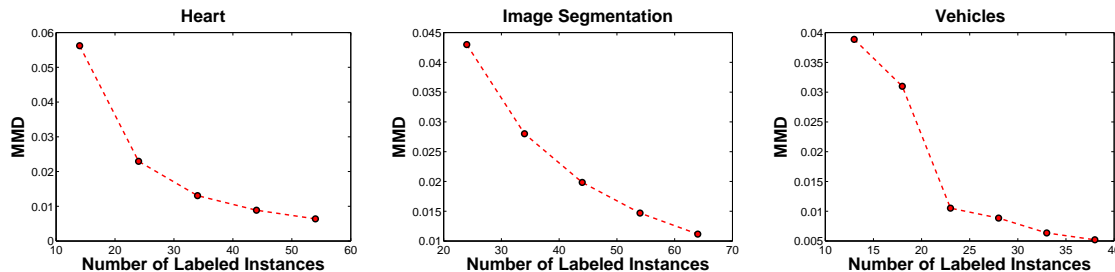 Heart
0.06
0.05
0.04
0.03
0.02
0.01
0
MMD
10 20 30 40 50 60
Number of Labeled Instances
Image Segmentation
0.045
0.04
0.035
0.03
0.025
0.02
0.015
0.01
MMD
20 30 40 50 60 70
Number of Labeled Instances
Vehicles
0.04
0.035
0.03
0.025
0.02
0.015
0.01
0.005
MMD
10 15 20 25 30 35 40
Number of Labeled Instances